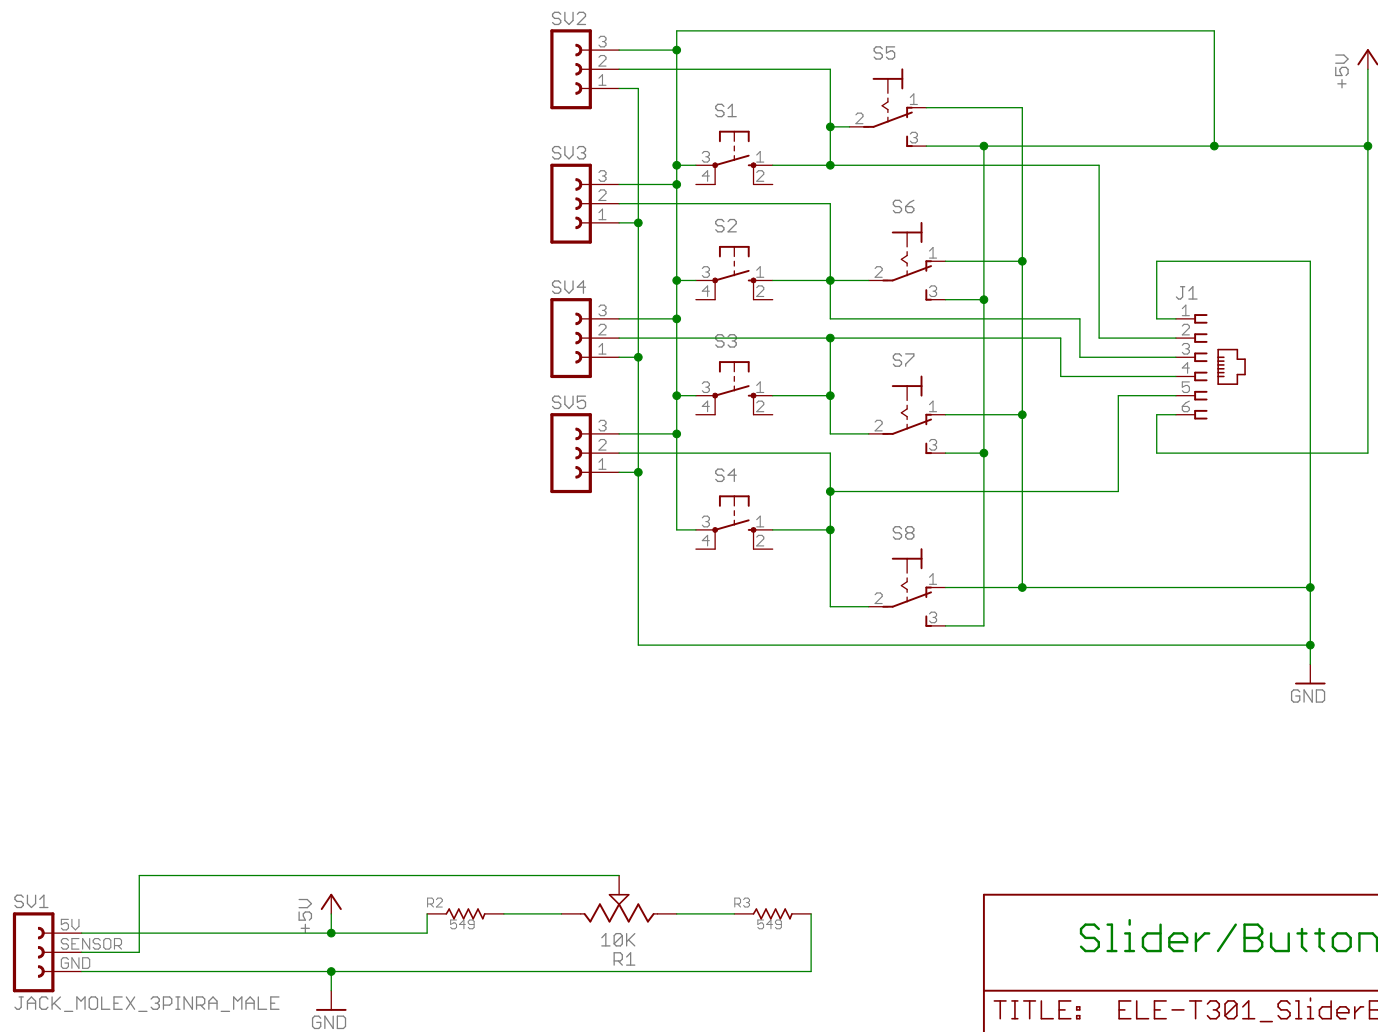 SV2
3
2
1
S5
2
1
3
+5V
S1
3
1
4
2
SV3
3
2
1
S6
2
1
3
S2
3
1
4
2
SV4
3
2
1
J1
1
2
3
4
5
6
S3
3
1
4
2
S7
2
1
3
SV5
3
2
1
S4
3
1
4
2
S8
2
1
3
GND
SV1
5V
SENSOR
GND
JACK_MOLEX_3PINRA_MALE
+5V
GND
R2
549
10K
R1
R3
549
Slider/Button
TITLE: ELE-T301_SliderB